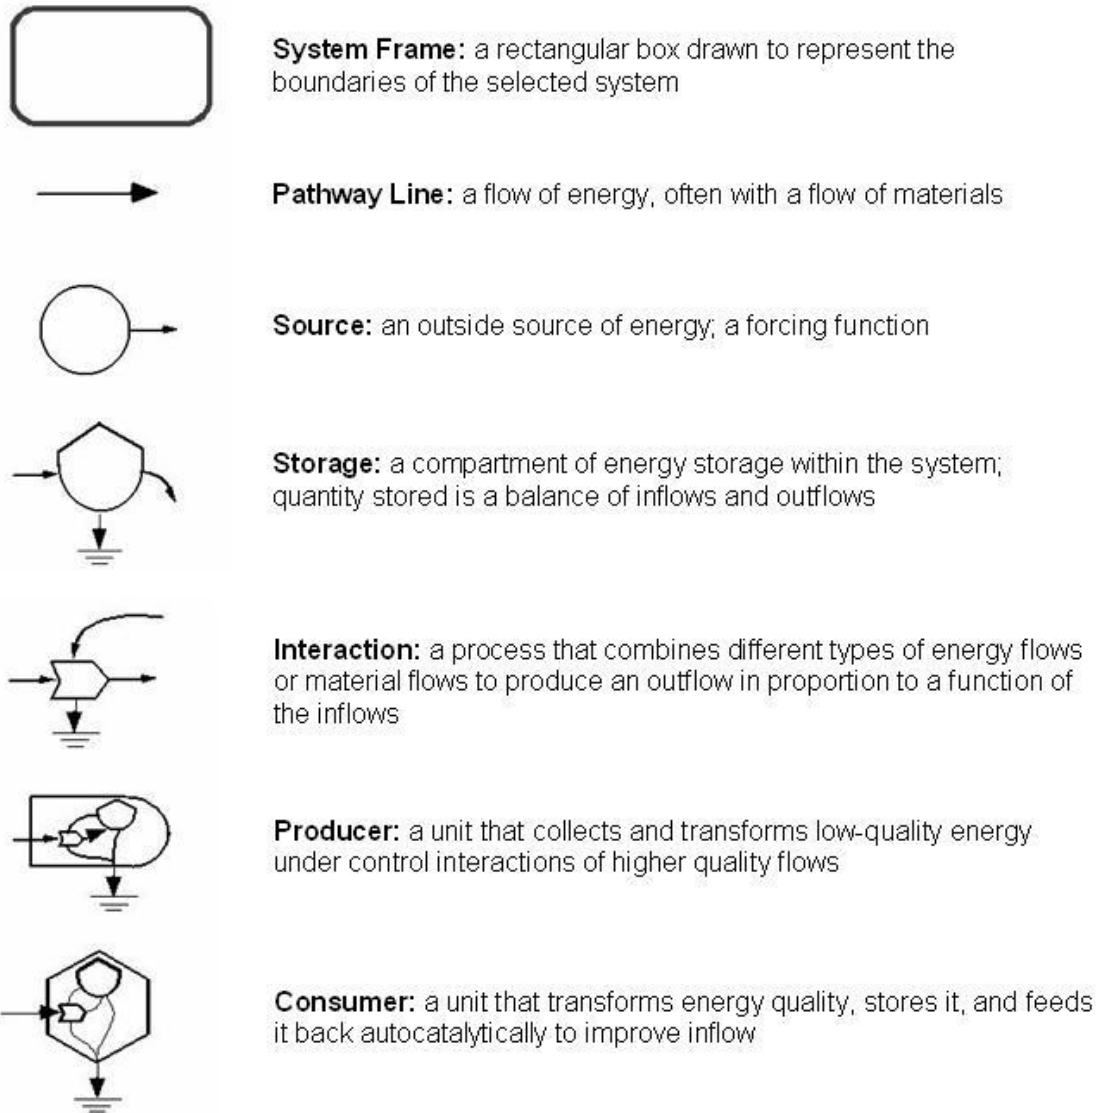 System Frame: a rectangular box drawn to represent the
boundaries of the selected system
Pathway Line: a flow of energy, often with a flow of materials
Source: an outside source of energy; a forcing function
Storage: a compartment of energy storage within the system;
quantity stored is a balance of inflows and outflows
Interaction: a process that combines different types of energy flows
or material flows to produce an outflow in proportion to a function of
the inflows
Producer: a unit that collects and transforms low-quality energy
under control interactions of higher quality flows
Consumer: a unit that transforms energy quality, stores it, and feeds
it back autocatalytically to improve inflow